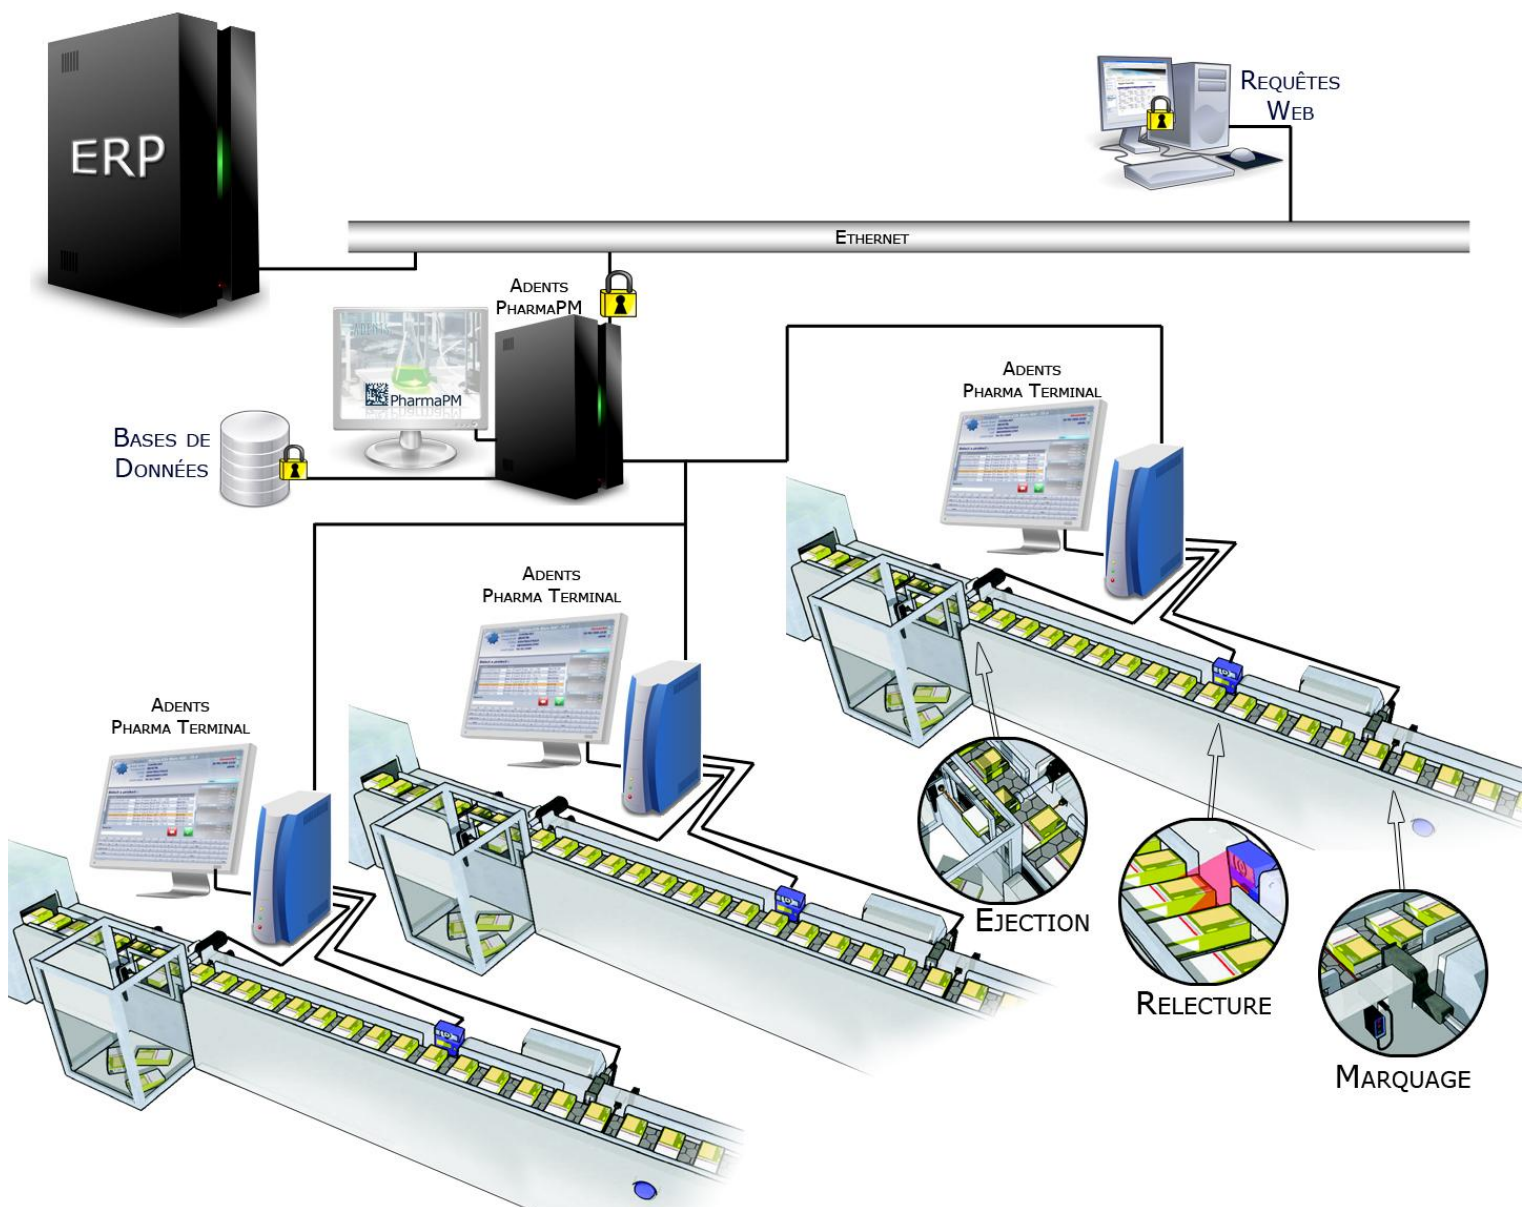 ERP
REQUÊTES
WEB
ETHERNET
ADENTS
PHARMAPM
PharmaPM
BASES DE
DONNÉES
ADENTS
PHARMA TERMINAL
ADENTS
PHARMA TERMINAL
ADENTS
PHARMA TERMINAL
EJECTION
RELECTURE
MARQUAGE